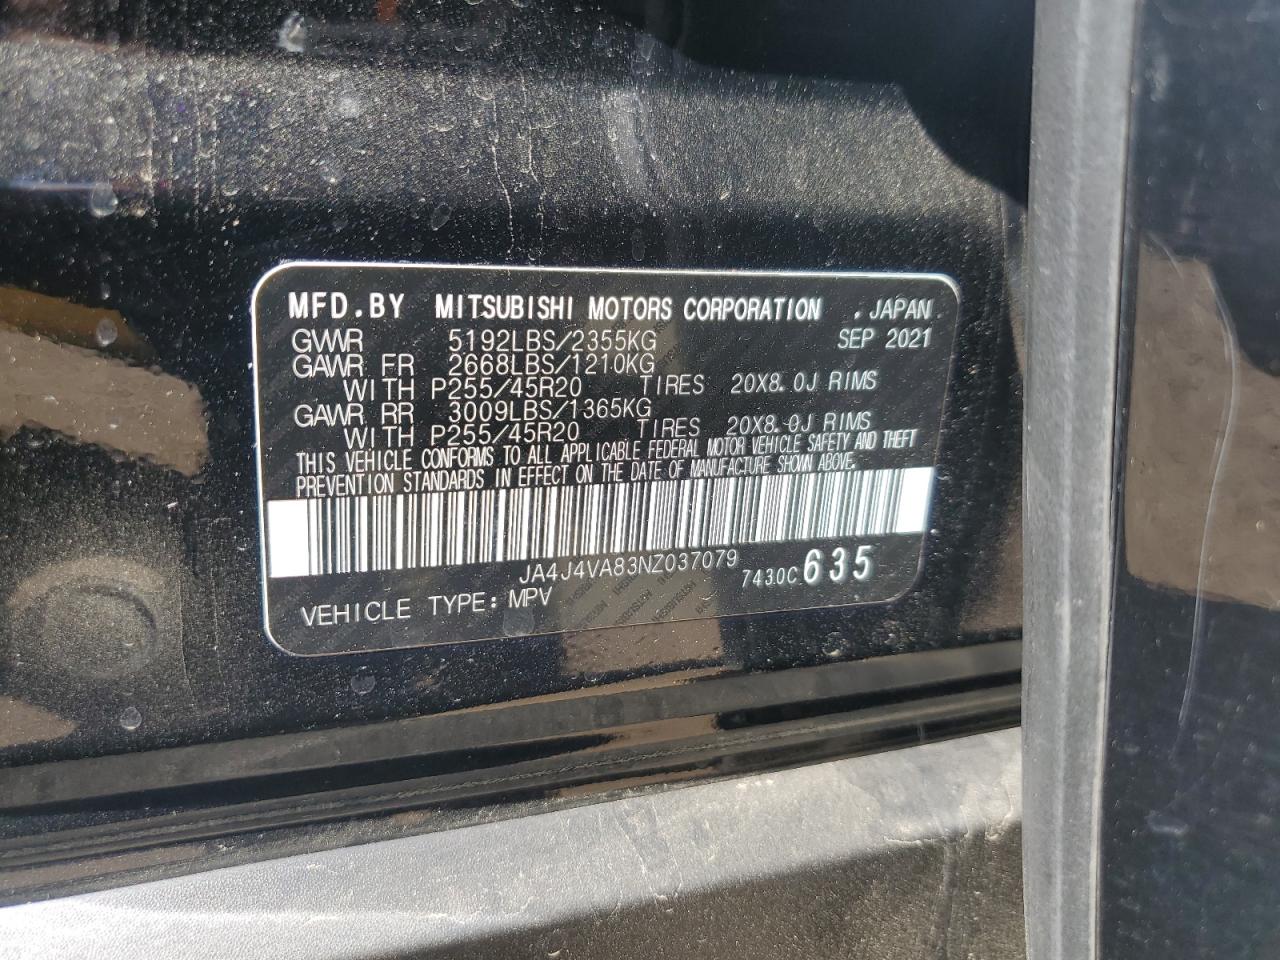 MFD.BY MITSUBISHI MOTORS CORPORATION .JAPAN.
GVWR 5192LBS/2355KG SEP 2021
GAWR FR 2668LBS/1210KG
WITH P255/45R20 TIRES 20X8.0J RIMS
GAWR RR 3009LBS/1365KG
WITH P255/45R20 TIRES 20X8.0J RIMS
THIS VEHICLE CONFORMS TO ALL APPLICABLE FEDERAL MOTOR VEHICLE SAFETY AND THEFT
PREVENTION STANDARDS IN EFFECT ON THE DATE OF MANUFACTURE SHOWN ABOVE.
JA4J4VA83NZ037079 7430C 635
VEHICLE TYPE: MPV